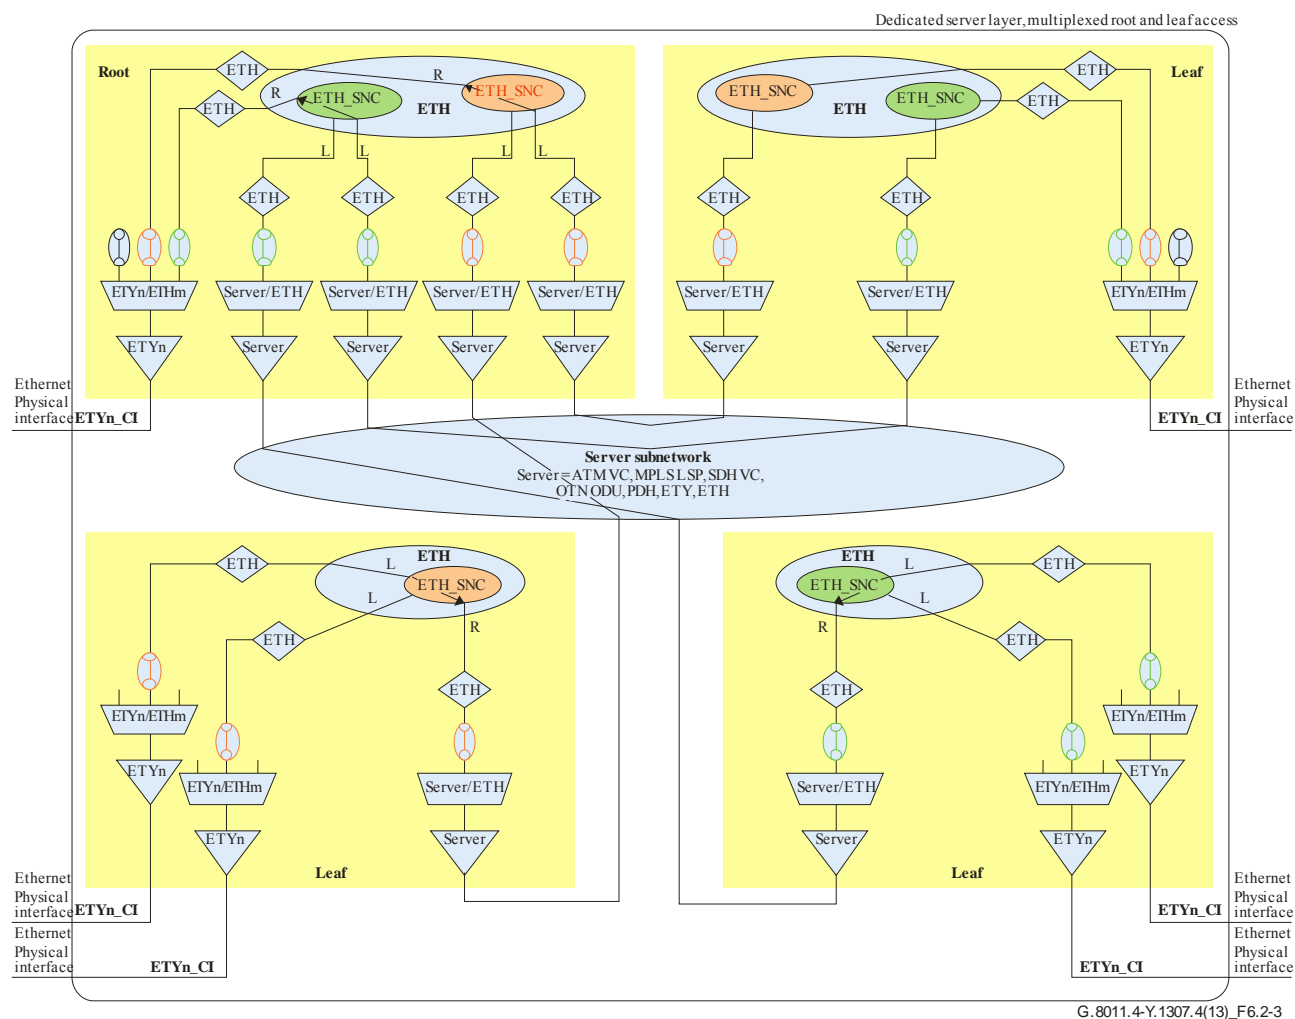 Dedicated server layer, multiplexed root and leaf access
Root
ETH
R
ETH_SNC
ETH_SNC
R
ETH
ETH
L
L
L
L
ETH
ETH
ETH
ETH
ETYn/ETHm
Server/ETH
Server/ETH
Server/ETH
Server/ETH
ETYn
Server
Server
Server
Server
Ethernet
Physical
interface
ETYn_CI
ETH
Leaf
ETH_SNC
ETH_SNC
ETH
ETH
ETH
ETH
Server/ETH
Server/ETH
ETYn/ETHm
Server
Server
ETYn
Ethernet
Physical
interface
ETYn_CI
Server subnetwork
Server=ATM VC, MPLS LSP, SDH VC,
OTN ODU, PDH, ETY, ETH
ETH
ETH
L
ETH_SNC
L
ETH
R
ETH
ETYn/ETHm
ETYn
ETYn/ETHm
Server/ETH
ETYn
Server
Leaf
Ethernet
Physical
interface
ETYn_CI
Ethernet
Physical
interface
ETYn_CI
ETH
L
ETH
ETH_SNC
L
R
ETH
ETH
ETYn/ETHm
ETYn
Server/ETH
ETYn/ETHm
Server
ETYn
Leaf
Ethernet
Physical
interface
ETYn_CI
Ethernet
Physical
interface
ETYn_CI
G.8011.4-Y.1307.4(13)_F6.2-3